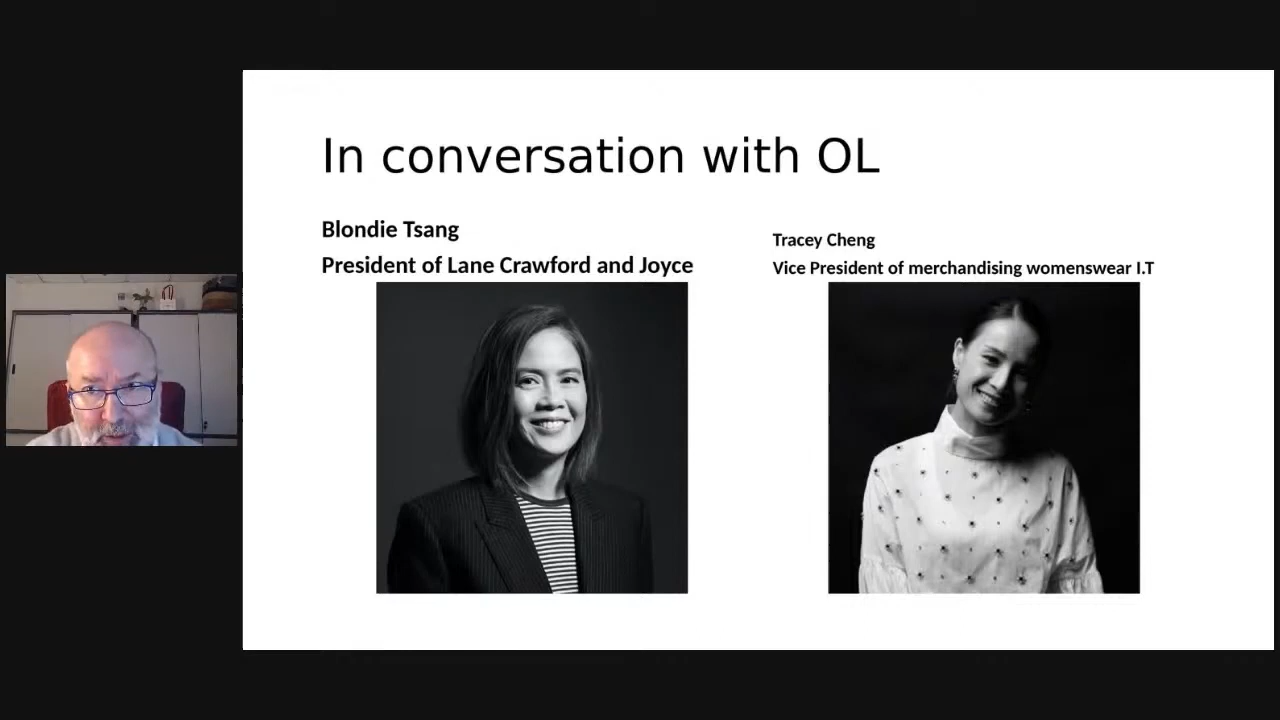 In conversation with OL
Blondie Tsang
President of Lane Crawford and Joyce
Tracey Cheng
Vice President of merchandising womenswear I.T